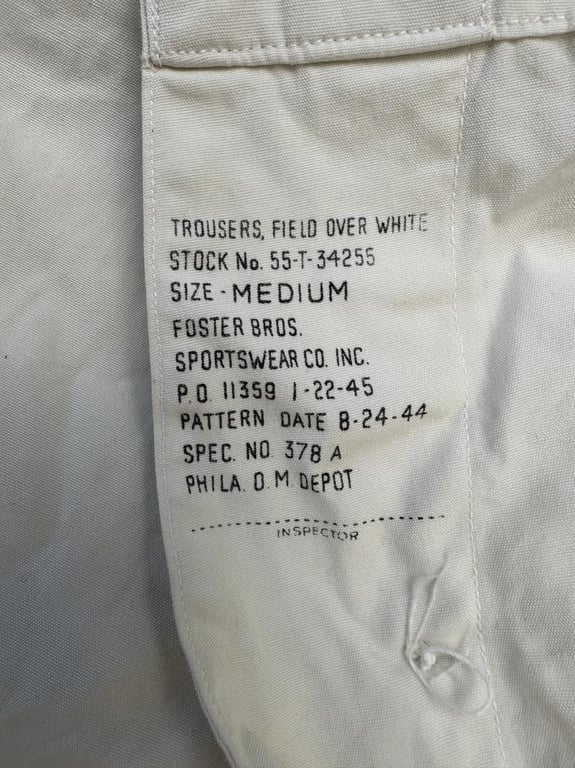 TROUSERS, FIELD OVER WHITE
STOCK No. 55-T-34255
SIZE - MEDIUM
FOSTER BROS.
SPORTSWEAR CO. INC.
P.O. 11359 1-22-45
PATTERN DATE 8-24-44
SPEC. NO. 378 A
PHILA. Q.M. DEPOT
INSPECTOR